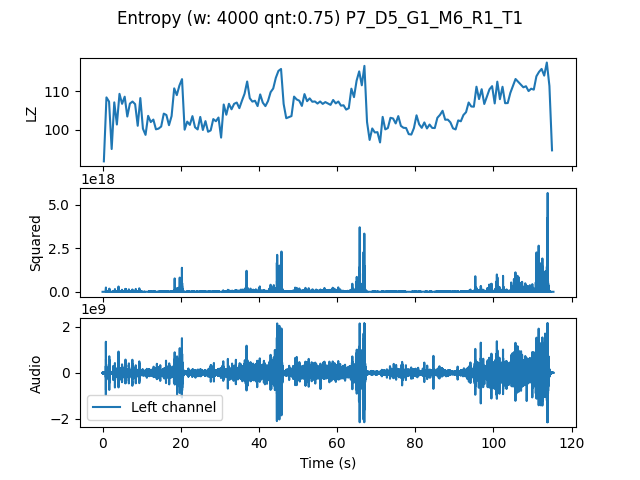 Entropy (w: 4000 qnt:0.75) P7_D5_G1_M6_R1_T1
110
100
LZ
1e18
5.0
2.5
0.0
Squared
1e9
2
0
−2
Audio
Left channel
0 20 40 60 80 100 120
Time (s)